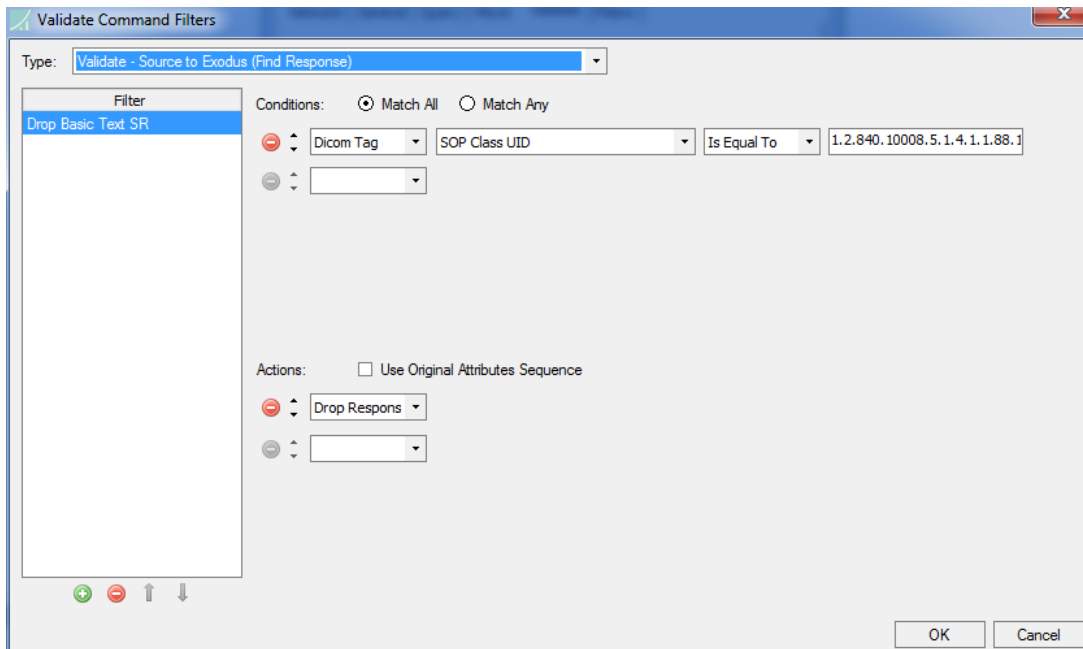 Validate Command Filters
Type: Validate - Source to Exodus (Find Response)
Filter
Drop Basic Text SR
Conditions: Match All Match Any
Dicom Tag SOP Class UID Is Equal To 1.2.840.10008.5.1.4.1.1.88.1
Actions: Use Original Attributes Sequence
Drop Respons
OK Cancel